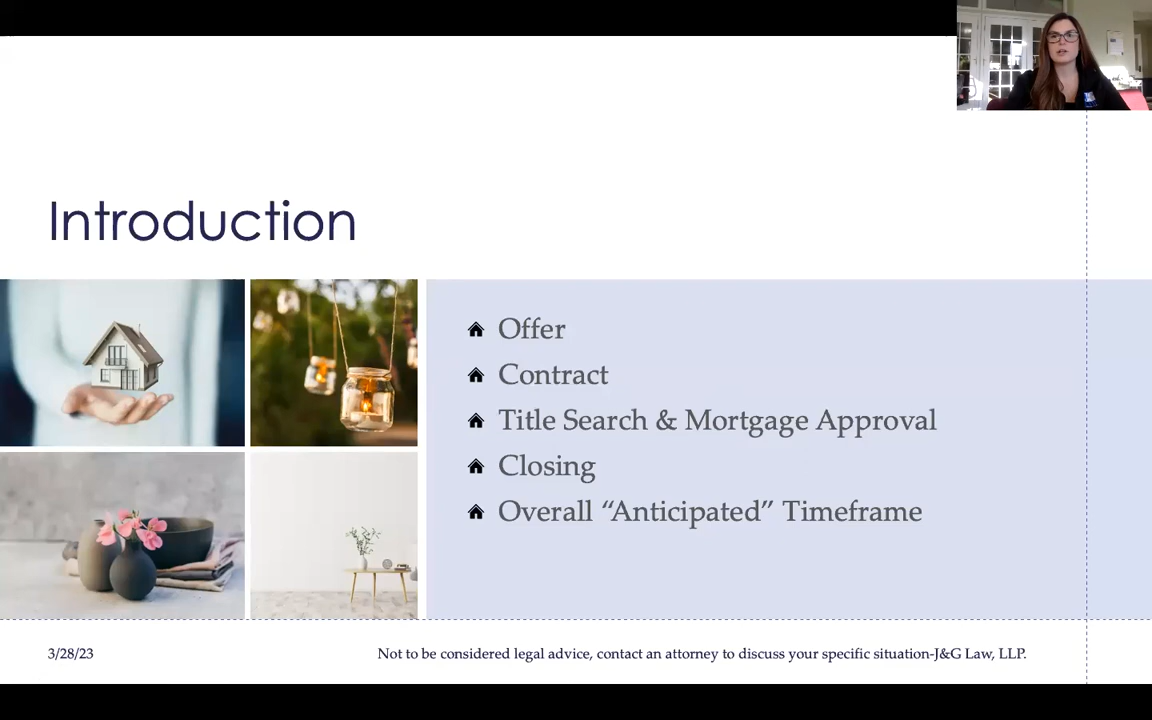 Introduction
Offer
Contract
Title Search & Mortgage Approval
Closing
Overall “Anticipated” Timeframe
3/28/23
Not to be considered legal advice, contact an attorney to discuss your specific situation-J&G Law, LLP.